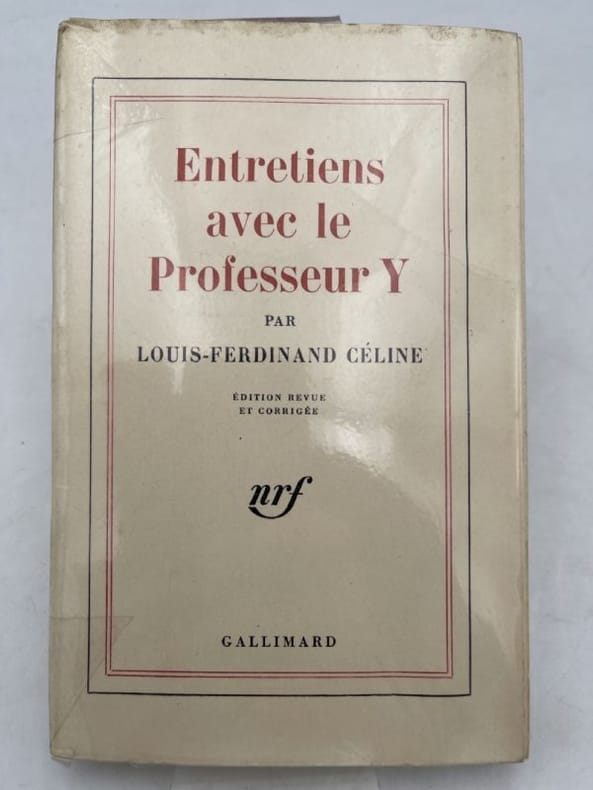 Entretiens
avec le
Professeur Y
PAR
LOUIS-FERDINAND CÉLINE
ÉDITION REVUE
ET CORRIGÉE
nrf
GALLIMARD